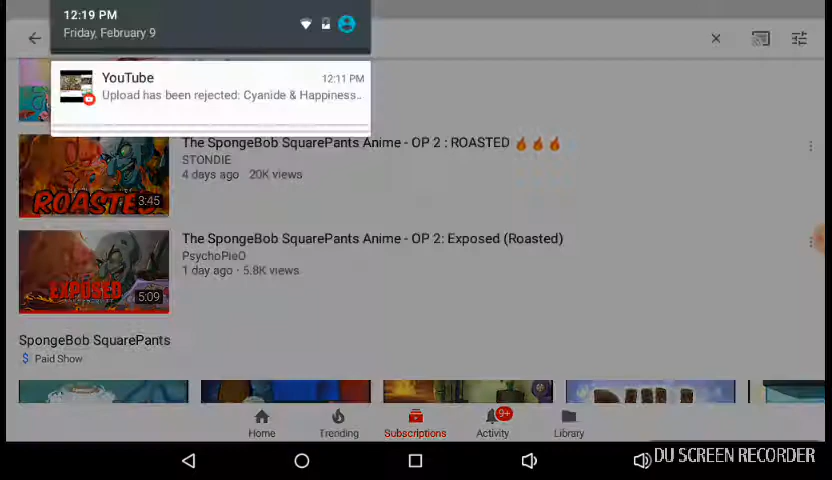 12:19 PM
Friday, February 9
YouTube
12:11 PM
Upload has been rejected: Cyanide & Happiness..
The SpongeBob SquarePants Anime - OP 2 : ROASTED 🔥🔥🔥
STONDIE
4 days ago 20K views
ROASTED
3:45
The SpongeBob SquarePants Anime - OP 2: Exposed (Roasted)
PsychoPieO
1 day ago · 5.8K views
EXPOSED
5:09
SpongeBob SquarePants
$ Paid Show
9+
Home Trending Subscriptions Activity Library
DU SCREEN RECORDER